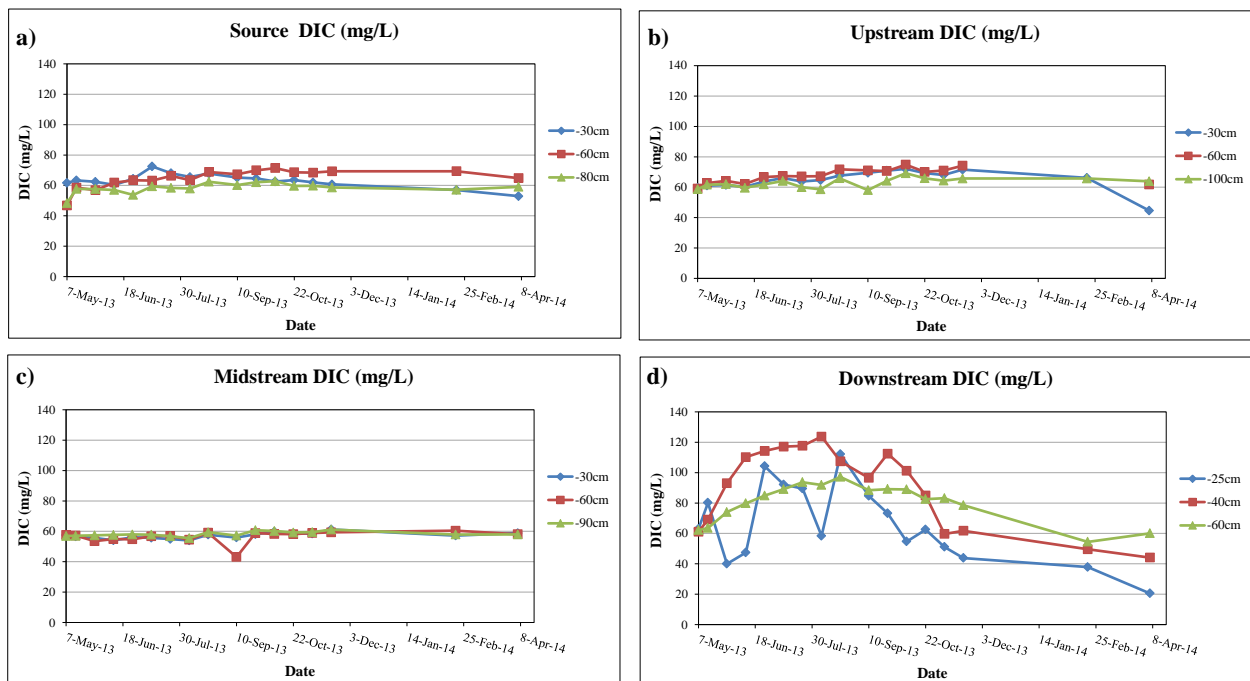 a)
Source DIC (mg/L)
DIC (mg/L)
140
120
100
80
60
40
20
0
7-May-13
18-Jun-13
30-Jul-13
10-Sep-13
22-Oct-13
3-Dec-13
14-Jan-14
25-Feb-14
8-Apr-14
Date
-30cm
-60cm
-80cm
b)
Upstream DIC (mg/L)
DIC (mg/L)
140
120
100
80
60
40
20
0
7-May-13
18-Jun-13
30-Jul-13
10-Sep-13
22-Oct-13
3-Dec-13
14-Jan-14
25-Feb-14
8-Apr-14
Date
-30cm
-60cm
-100cm
c)
Midstream DIC (mg/L)
DIC (mg/L)
140
120
100
80
60
40
20
0
7-May-13
18-Jun-13
30-Jul-13
10-Sep-13
22-Oct-13
3-Dec-13
14-Jan-14
25-Feb-14
8-Apr-14
Date
-30cm
-60cm
-90cm
d)
Downstream DIC (mg/L)
DIC (mg/L)
140
120
100
80
60
40
20
0
7-May-13
18-Jun-13
30-Jul-13
10-Sep-13
22-Oct-13
3-Dec-13
14-Jan-14
25-Feb-14
8-Apr-14
Date
-25cm
-40cm
-60cm